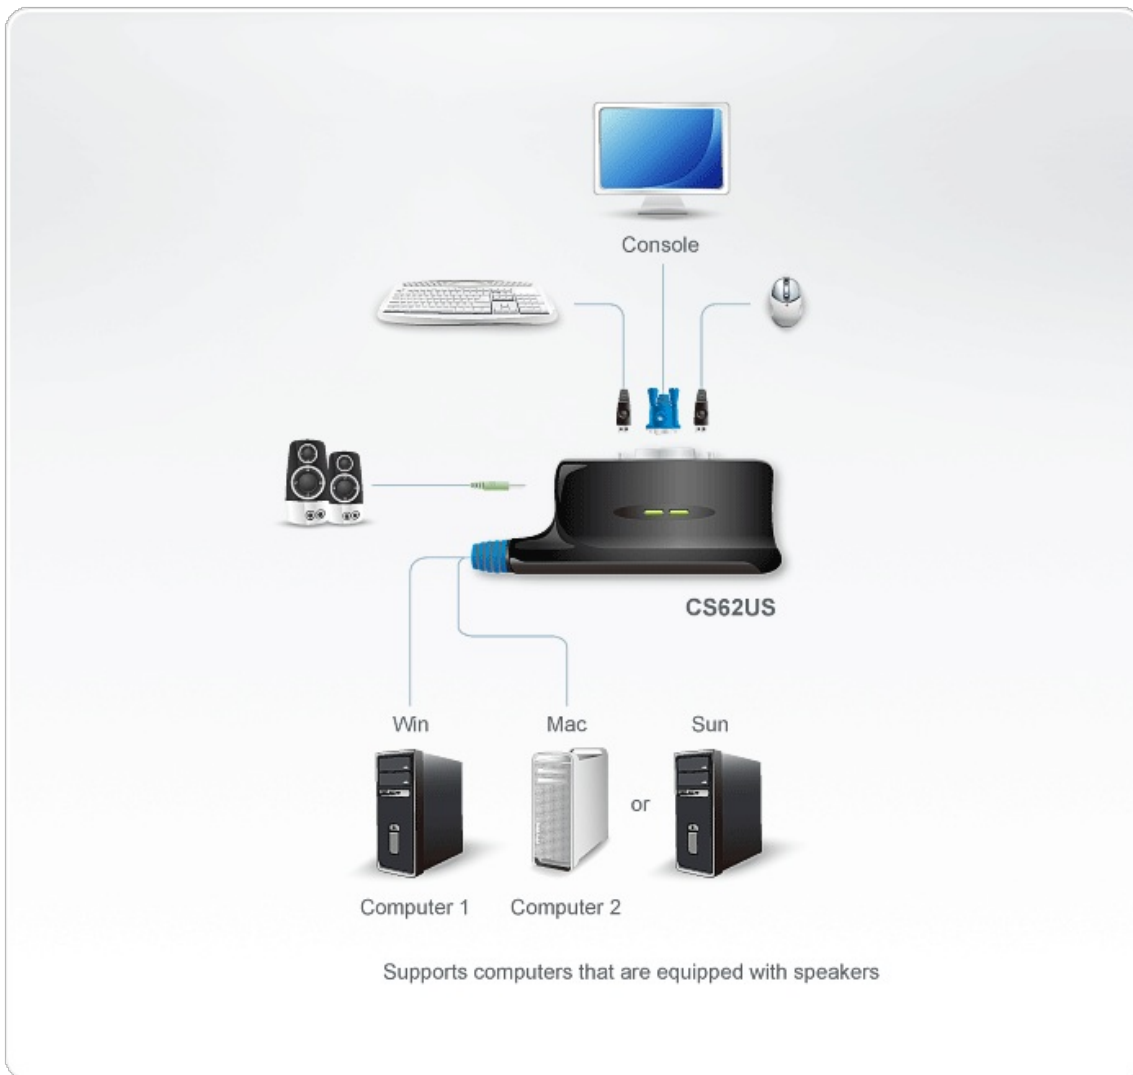 Console
CS62US
Win Mac Sun
or
Computer 1 Computer 2
Supports computers that are equipped with speakers